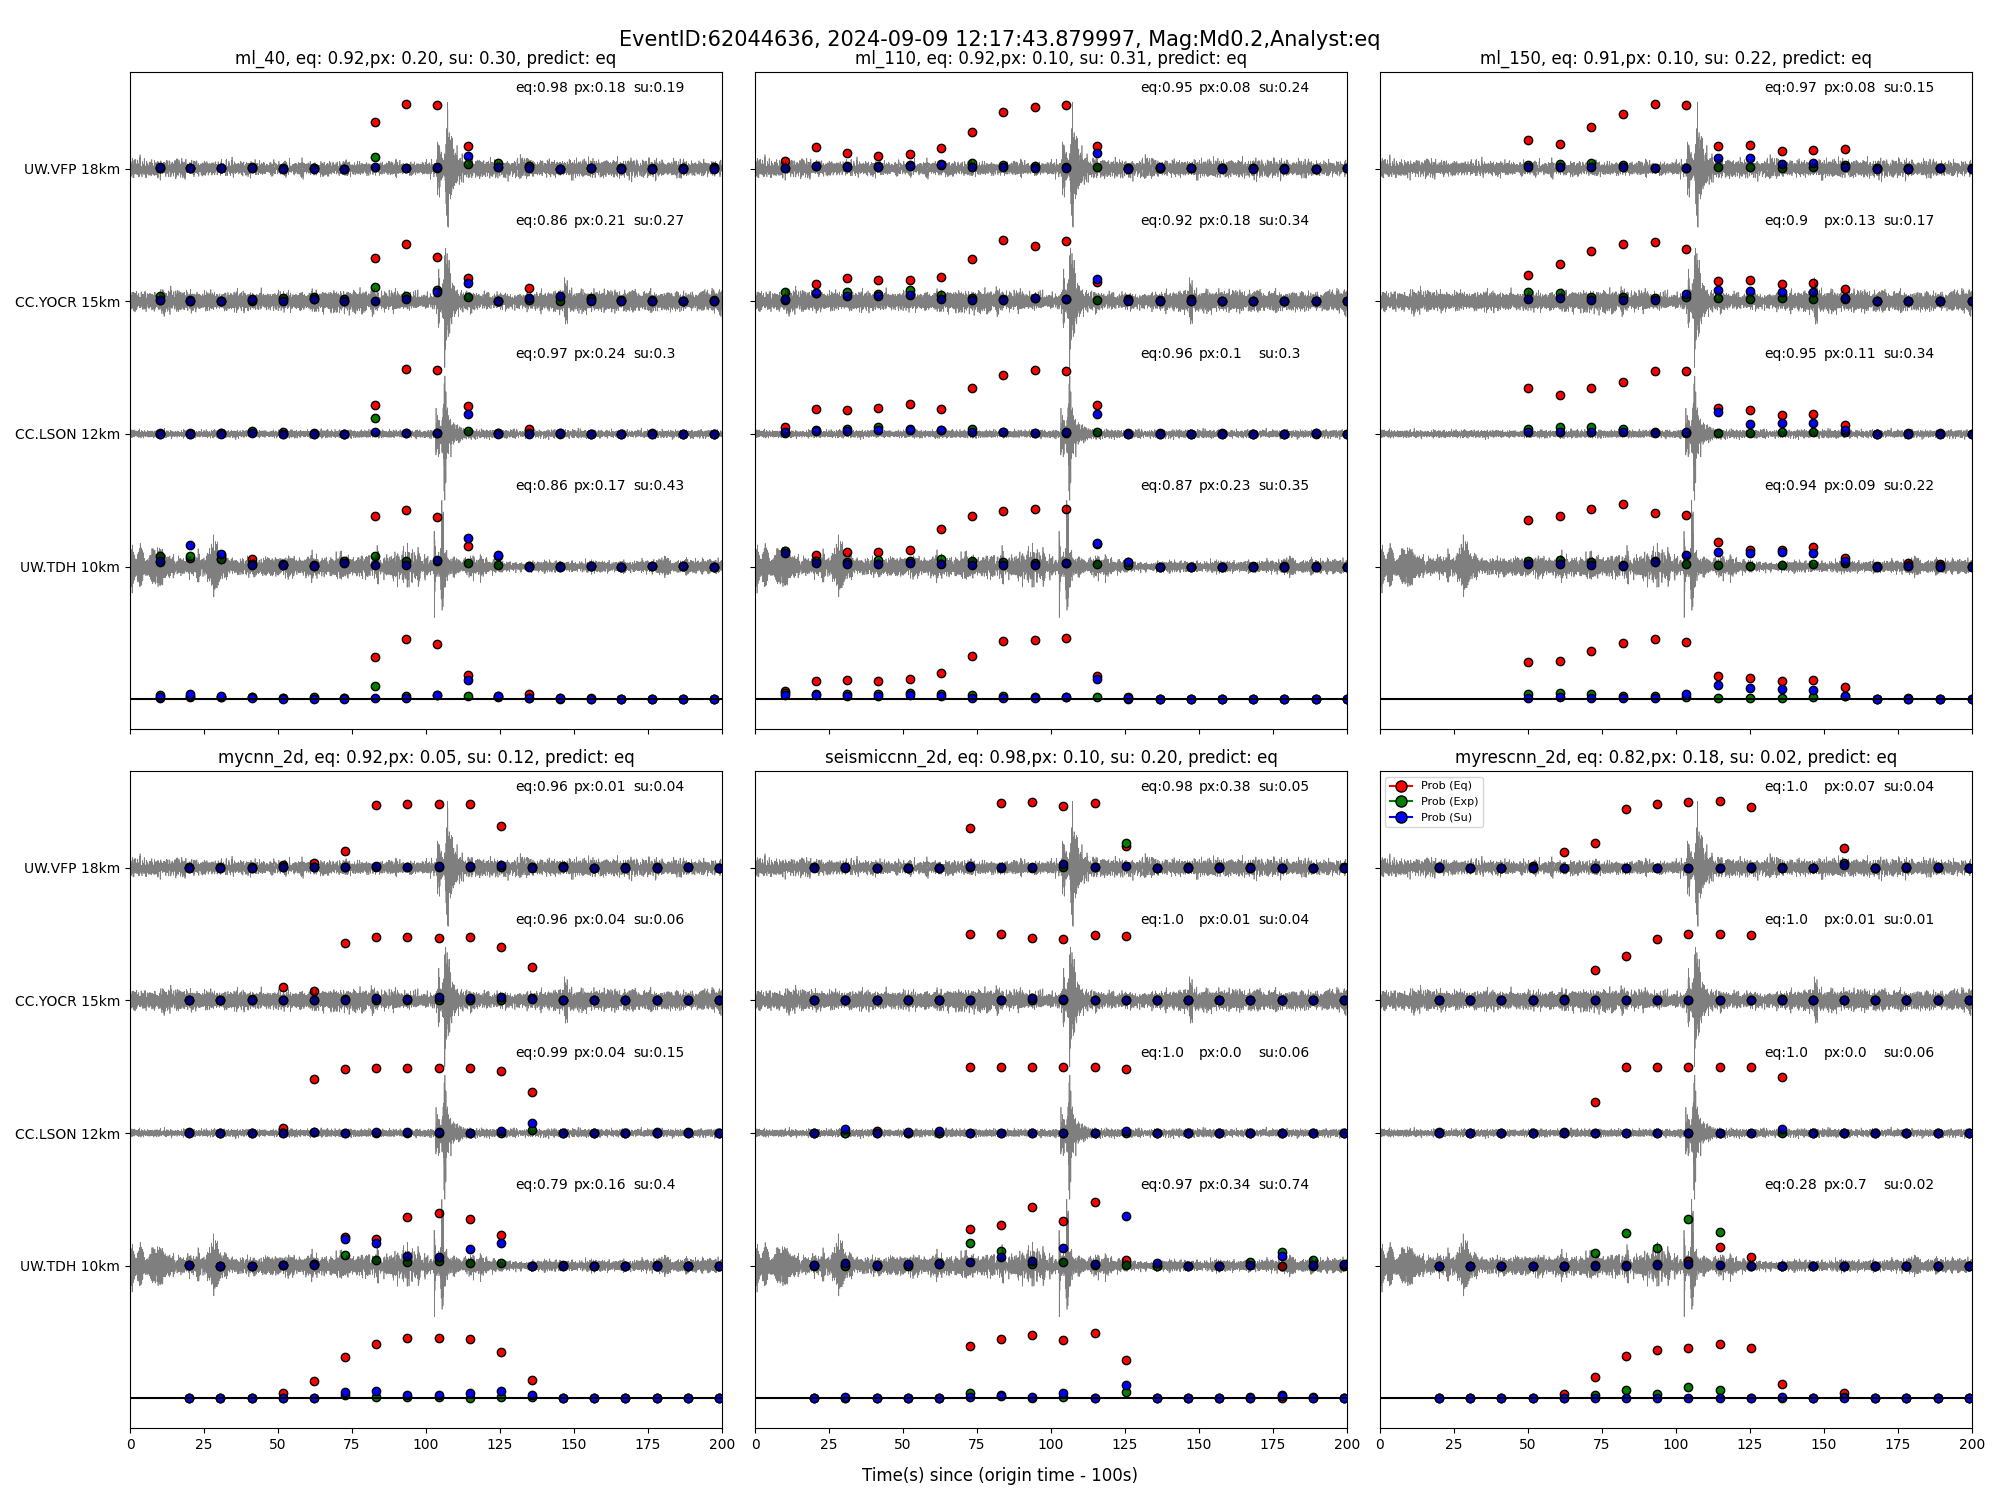 EventID:62044636, 2024-09-09 12:17:43.879997, Mag:Md0.2,Analyst:eq
ml_40, eq: 0.92,px: 0.20, su: 0.30, predict: eq
eq:0.98 px:0.18 su:0.19
UW.VFP 18km
eq:0.86 px:0.21 su:0.27
CC.YOCR 15km
eq:0.97 px:0.24 su:0.3
CC.LSON 12km
eq:0.86 px:0.17 su:0.43
UW.TDH 10km
ml_110, eq: 0.92,px: 0.10, su: 0.31, predict: eq
eq:0.95 px:0.08 su:0.24
eq:0.92 px:0.18 su:0.34
eq:0.96 px:0.1 su:0.3
eq:0.87 px:0.23 su:0.35
ml_150, eq: 0.91,px: 0.10, su: 0.22, predict: eq
eq:0.97 px:0.08 su:0.15
eq:0.9 px:0.13 su:0.17
eq:0.95 px:0.11 su:0.34
eq:0.94 px:0.09 su:0.22
mycnn_2d, eq: 0.92,px: 0.05, su: 0.12, predict: eq
eq:0.96 px:0.01 su:0.04
UW.VFP 18km
eq:0.96 px:0.04 su:0.06
CC.YOCR 15km
eq:0.99 px:0.04 su:0.15
CC.LSON 12km
eq:0.79 px:0.16 su:0.4
UW.TDH 10km
0 25 50 75 100 125 150 175 200
seismiccnn_2d, eq: 0.98,px: 0.10, su: 0.20, predict: eq
eq:0.98 px:0.38 su:0.05
eq:1.0 px:0.01 su:0.04
eq:1.0 px:0.0 su:0.06
eq:0.97 px:0.34 su:0.74
0 25 50 75 100 125 150 175 200
myrescnn_2d, eq: 0.82,px: 0.18, su: 0.02, predict: eq
Prob (Eq)
Prob (Exp)
Prob (Su)
eq:1.0 px:0.07 su:0.04
eq:1.0 px:0.01 su:0.01
eq:1.0 px:0.0 su:0.06
eq:0.28 px:0.7 su:0.02
0 25 50 75 100 125 150 175 200
Time(s) since (origin time - 100s)